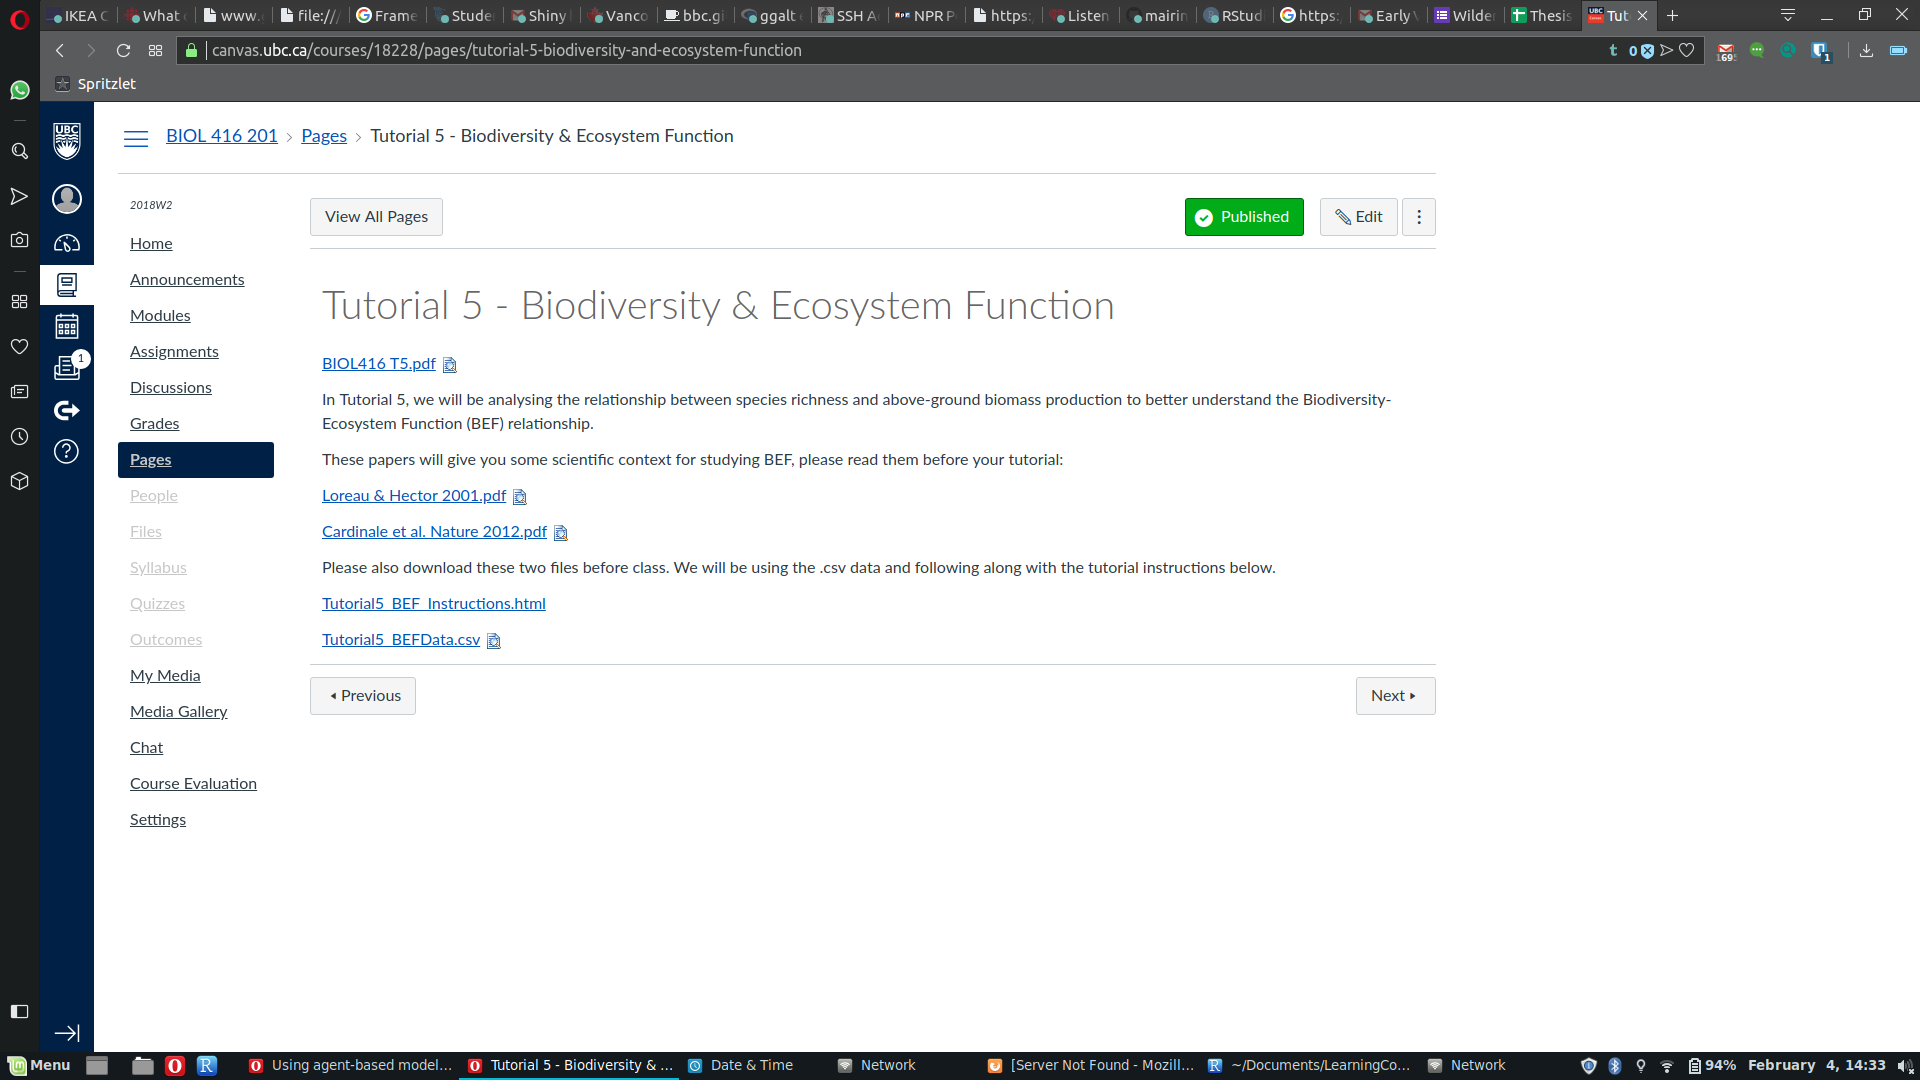 IKEA C
What
www.
file:///
Frame
Stude
Shiny
Vanco
bbc.gi
ggalt
SSH A
NPR P
https:
Listen
mairin
RStud
https:
Early
Wilde
Thesis
Tut
canvas.ubc.ca/courses/18228/pages/tutorial-5-biodiversity-and-ecosystem-function
0
1
Spritzlet
UBC
BIOL 416 201 › Pages › Tutorial 5 - Biodiversity & Ecosystem Function
2018W2
Home
Announcements
Modules
Assignments
Discussions
Grades
Pages
People
Files
Syllabus
Quizzes
Outcomes
My Media
Media Gallery
Chat
Course Evaluation
Settings
1
View All Pages
Published
Edit
Tutorial 5 - Biodiversity & Ecosystem Function
BIOL416 T5.pdf
In Tutorial 5, we will be analysing the relationship between species richness and above-ground biomass production to better understand the Biodiversity-
Ecosystem Function (BEF) relationship.
These papers will give you some scientific context for studying BEF, please read them before your tutorial:
Loreau & Hector 2001.pdf
Cardinale et al. Nature 2012.pdf
Please also download these two files before class. We will be using the .csv data and following along with the tutorial instructions below.
Tutorial5_BEF_Instructions.html
Tutorial5_BEFData.csv
Previous
Next
Menu
Using agent-based model...
Tutorial 5 - Biodiversity & ...
Date & Time
Network
[Server Not Found - Mozill...
~/Documents/LearningCo...
Network
94%
February 4, 14:33